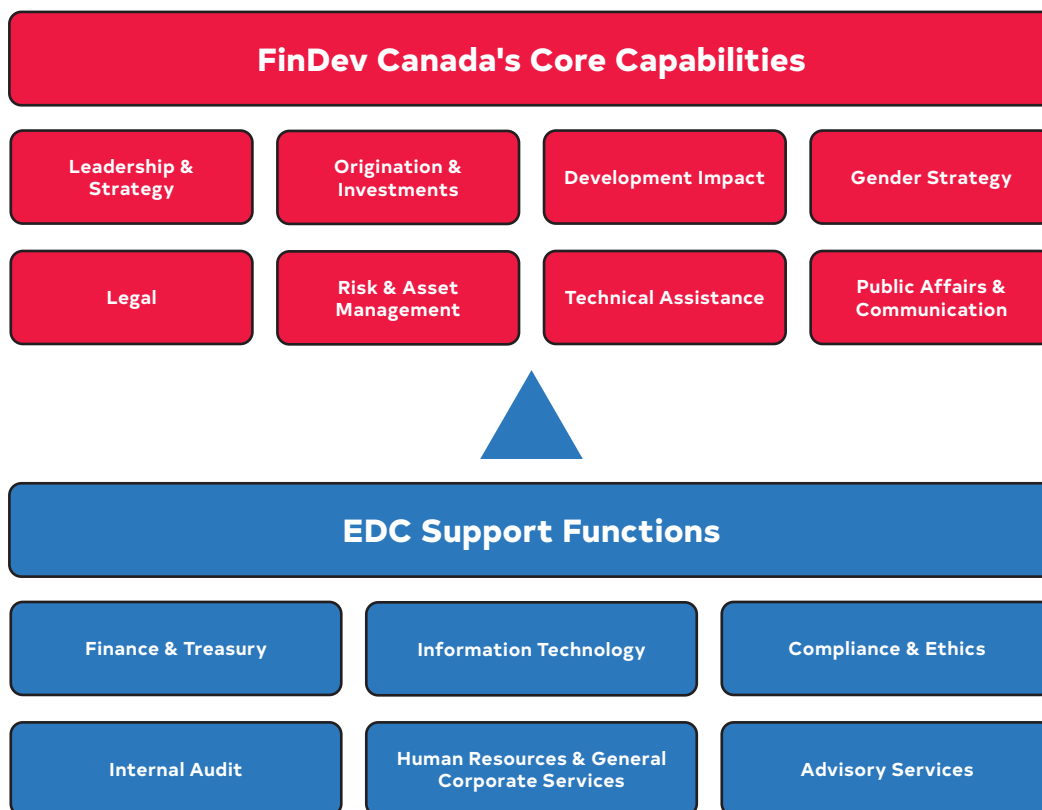 FinDev Canada's Core Capabilities
Leadership &
Strategy
Origination &
Investments
Development Impact
Gender Strategy
Legal
Risk & Asset
Management
Technical Assistance
Public Affairs &
Communication
EDC Support Functions
Finance & Treasury
Information Technology
Compliance & Ethics
Internal Audit
Human Resources & General
Corporate Services
Advisory Services